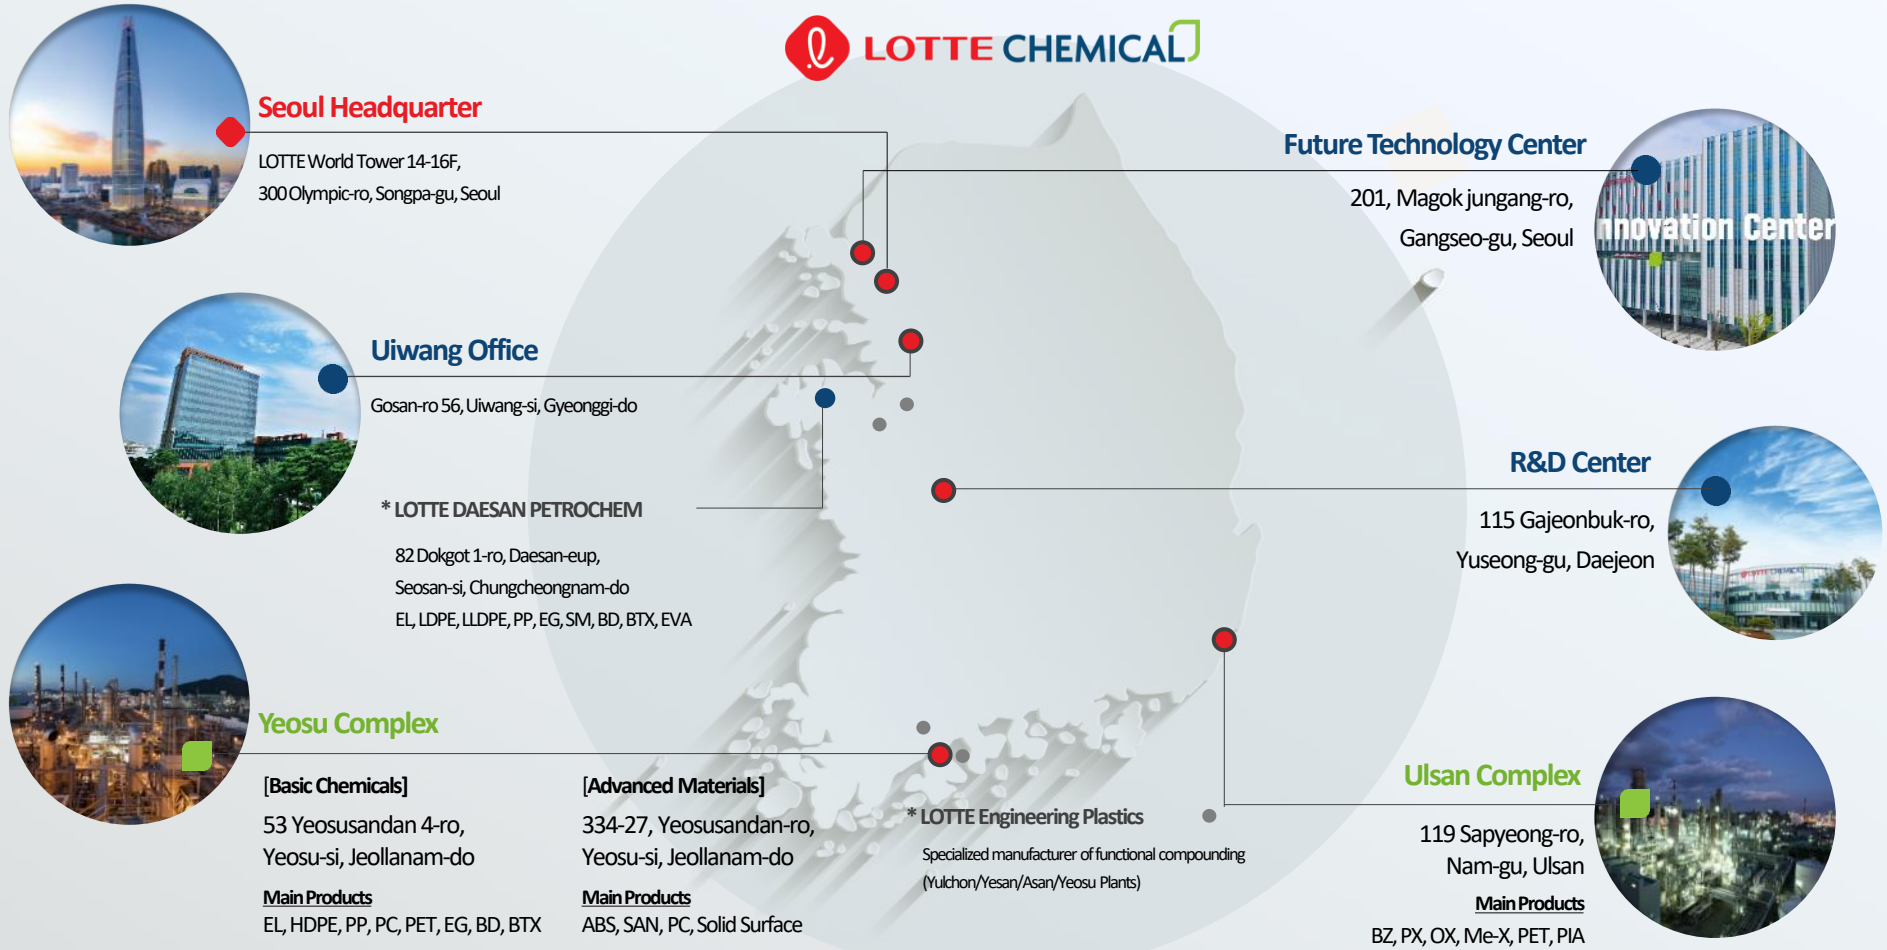 LOTTE CHEMICAL
Seoul Headquarter
LOTTE World Tower 14-16F,
300 Olympic-ro, Songpa-gu, Seoul
Future Technology Center
201, Magok jungang-ro,
Gangseo-gu, Seoul
nnovation Center
Uiwang Office
Gosan-ro 56, Uiwang-si, Gyeonggi-do
R&D Center
115 Gajeonbuk-ro,
Yuseong-gu, Daejeon
LOTTE CHEMICAL
* LOTTE DAESAN PETROCHEM
82 Dokgot 1-ro, Daesan-eup,
Seosan-si, Chungcheongnam-do
EL, LDPE, LLDPE, PP, EG, SM, BD, BTX, EVA
Yeosu Complex
[Basic Chemicals]
53 Yeosusandan 4-ro,
Yeosu-si, Jeollanam-do
Main Products
EL, HDPE, PP, PC, PET, EG, BD, BTX
[Advanced Materials]
334-27, Yeosusandan-ro,
Yeosu-si, Jeollanam-do
Main Products
ABS, SAN, PC, Solid Surface
* LOTTE Engineering Plastics
Specialized manufacturer of functional compounding
(Yulchon/Yesan/Asan/Yeosu Plants)
Ulsan Complex
119 Sapyeong-ro,
Nam-gu, Ulsan
Main Products
BZ, PX, OX, Me-X, PET, PIA